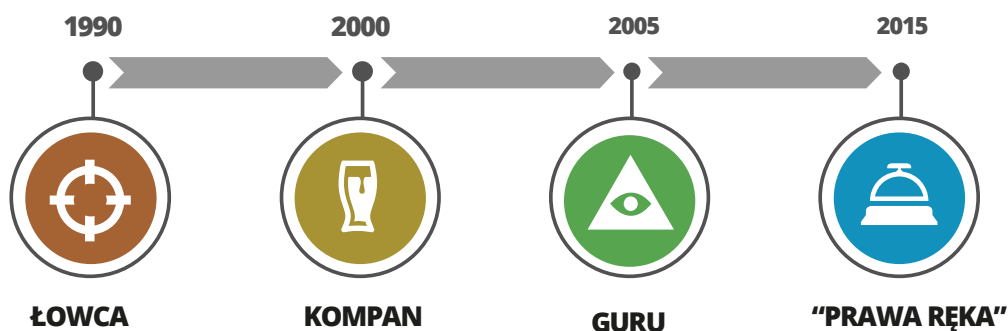 1990
2000
2005
2015
ŁOWCA
KOMPAN
GURU
“PRAWA RĘKA”